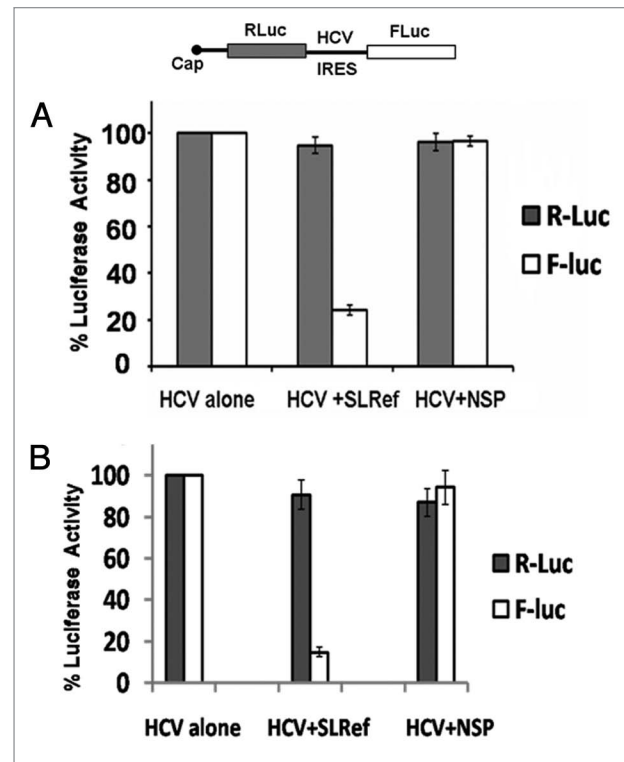 RLuc HCV FLuc
Cap IRES
A
% Luciferase Activity
100
80
60
40
20
0
R-Luc
F-luc
HCV alone HCV +SLRef HCV+NSP
B
% Luciferase Activity
100
80
60
40
20
0
R-Luc
F-luc
HCV alone HCV+SLRef HCV+NSP